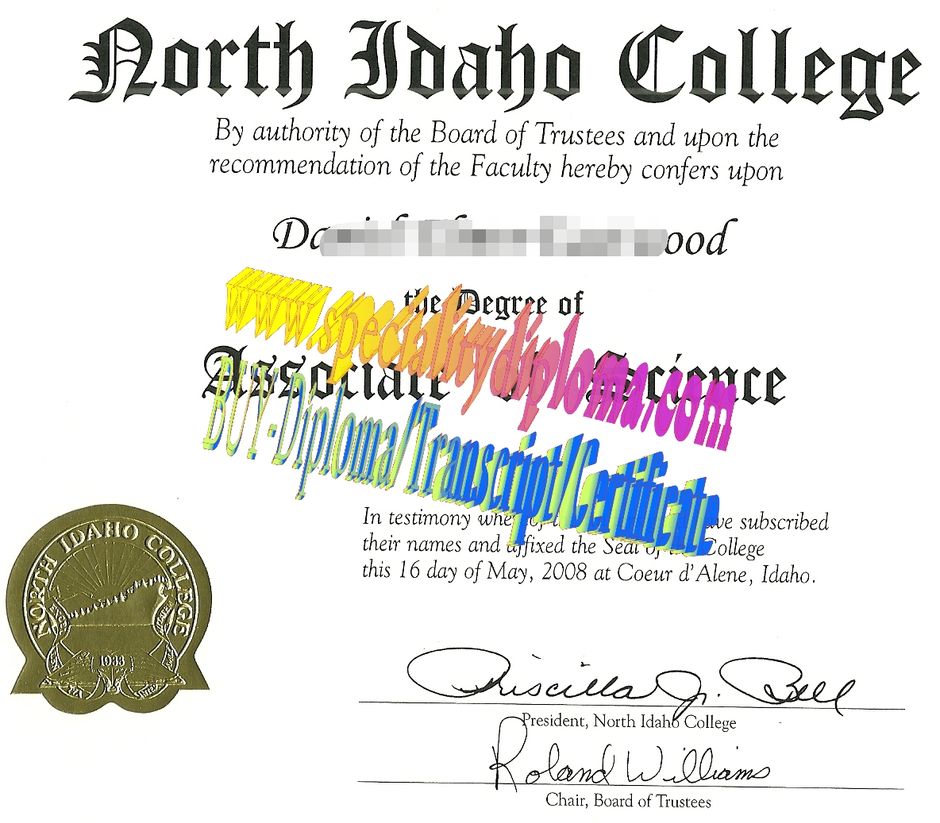 North Idaho College
By authority of the Board of Trustees and upon the
recommendation of the Faculty hereby confers upon
the Degree of
www.specialitydiploma.com
Associate Science
BUY-Diploma/Transcript/Certificate
In testimony subscribed
their names and affixed the Seal of College
this 16 day of May, 2008 at Coeur d'Alene, Idaho.
NORTH IDAHO COLLEGE
1933
Priscilla J. Bell
President, North Idaho College
Roland Williams
Chair, Board of Trustees